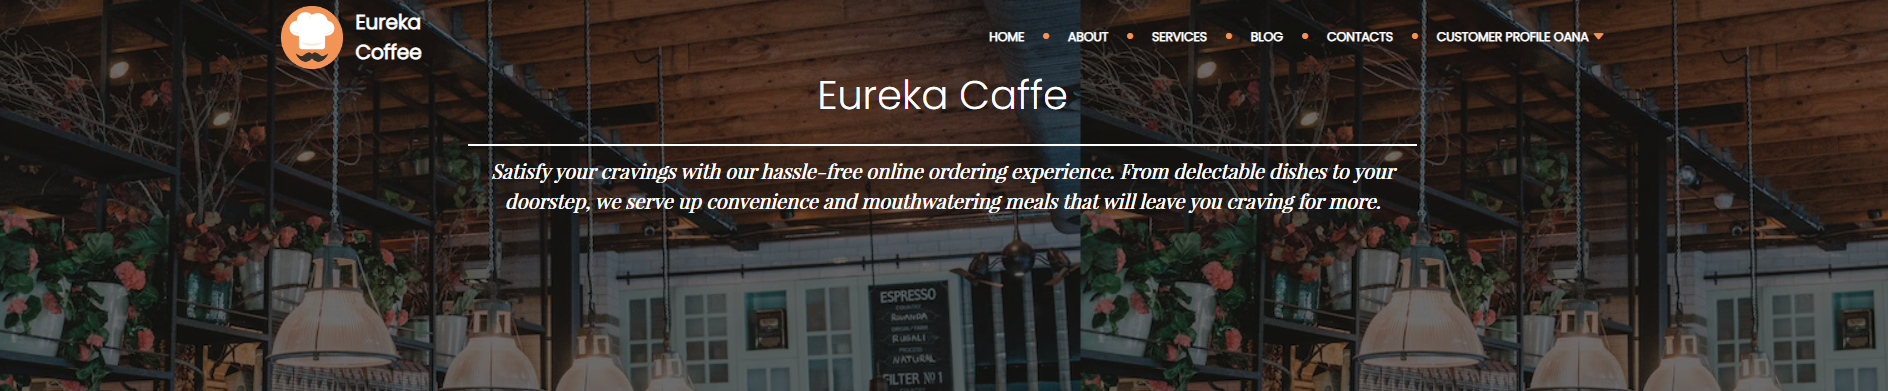 Eureka
Coffee
HOME
ABOUT
SERVICES
BLOG
CONTACTS
CUSTOMER PROFILE OANA
Eureka Caffe
Satisfy your cravings with our hassle-free online ordering experience. From delectable dishes to your
doorstep, we serve up convenience and mouthwatering meals that will leave you craving for more.
ESPRESSO
RWANDA
RUGALI
PROCESS
NATURAL
FILTER Nº1